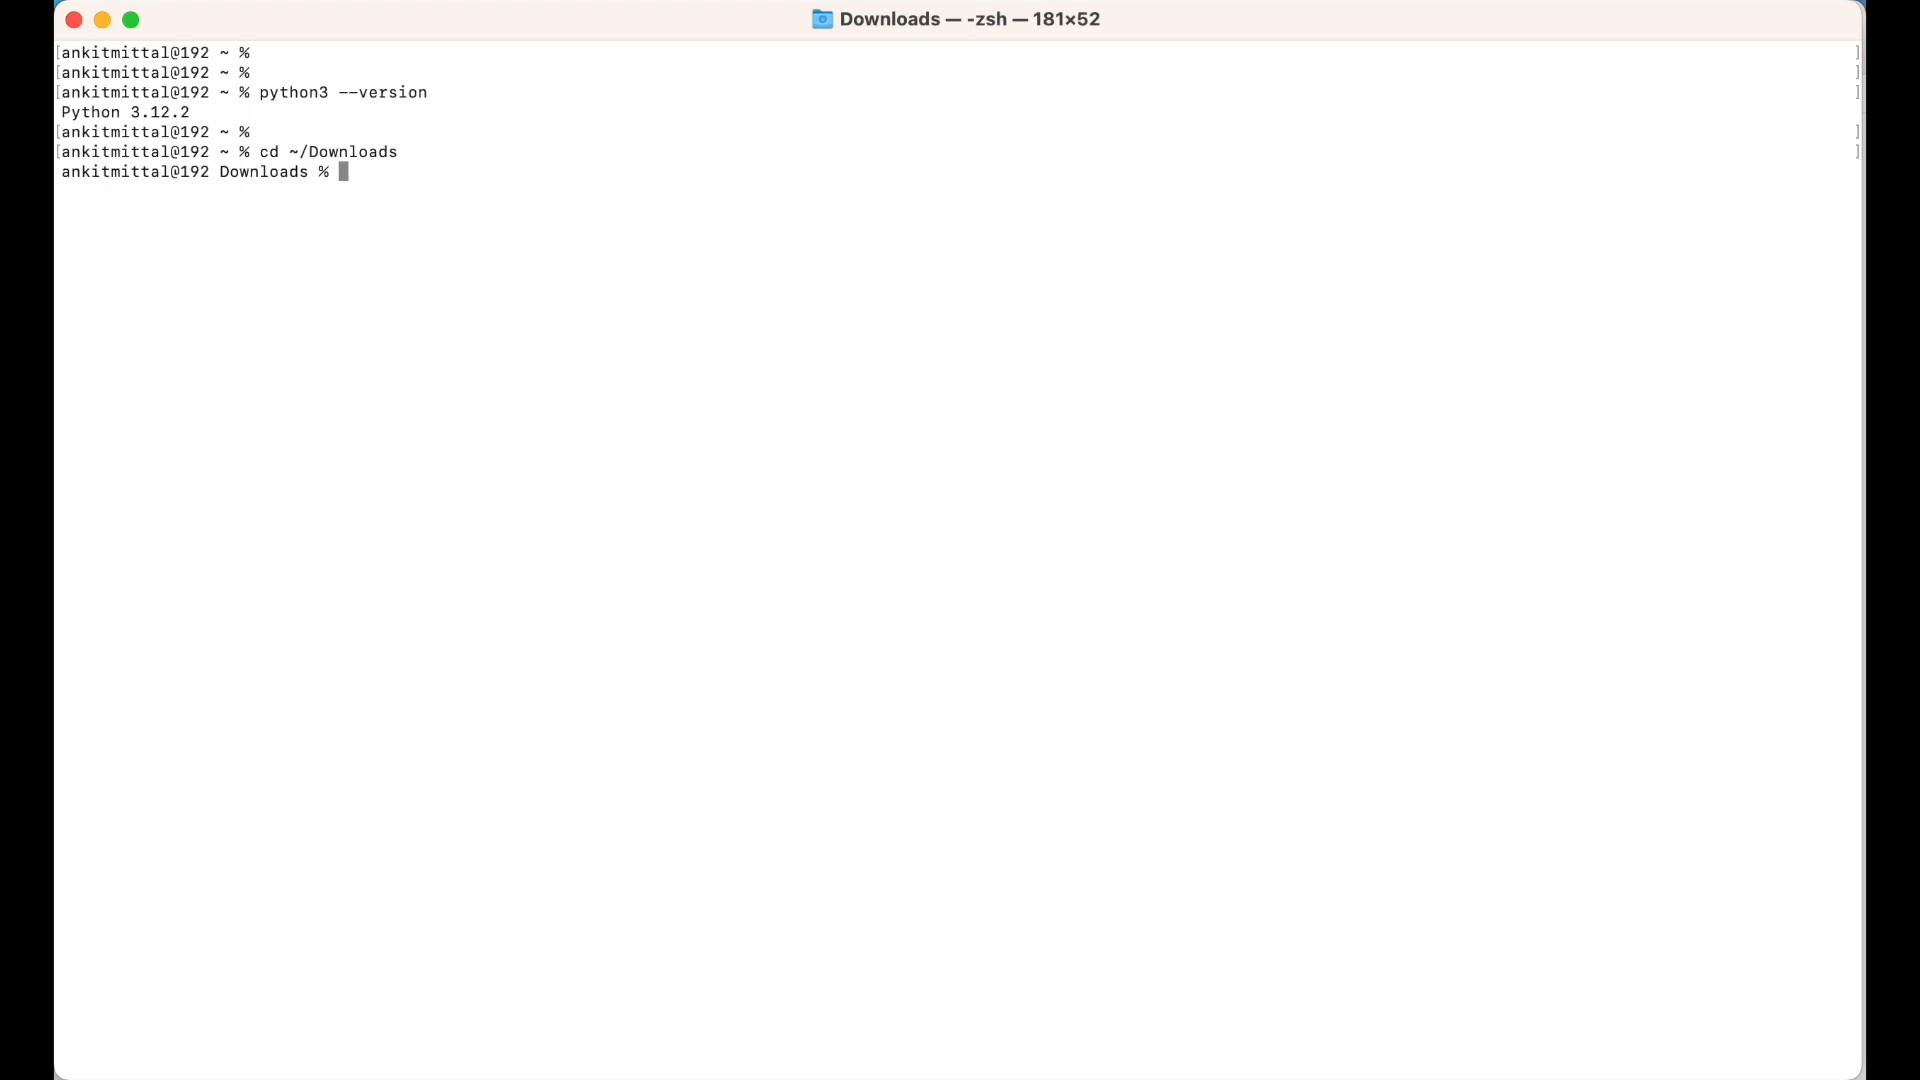 Downloads — -zsh — 181×52
[ankitmittal@192 ~ % ]
[ankitmittal@192 ~ % ]
[ankitmittal@192 ~ % python3 --version ]
Python 3.12.2
[ankitmittal@192 ~ % ]
[ankitmittal@192 ~ % cd ~/Downloads ]
ankitmittal@192 Downloads %